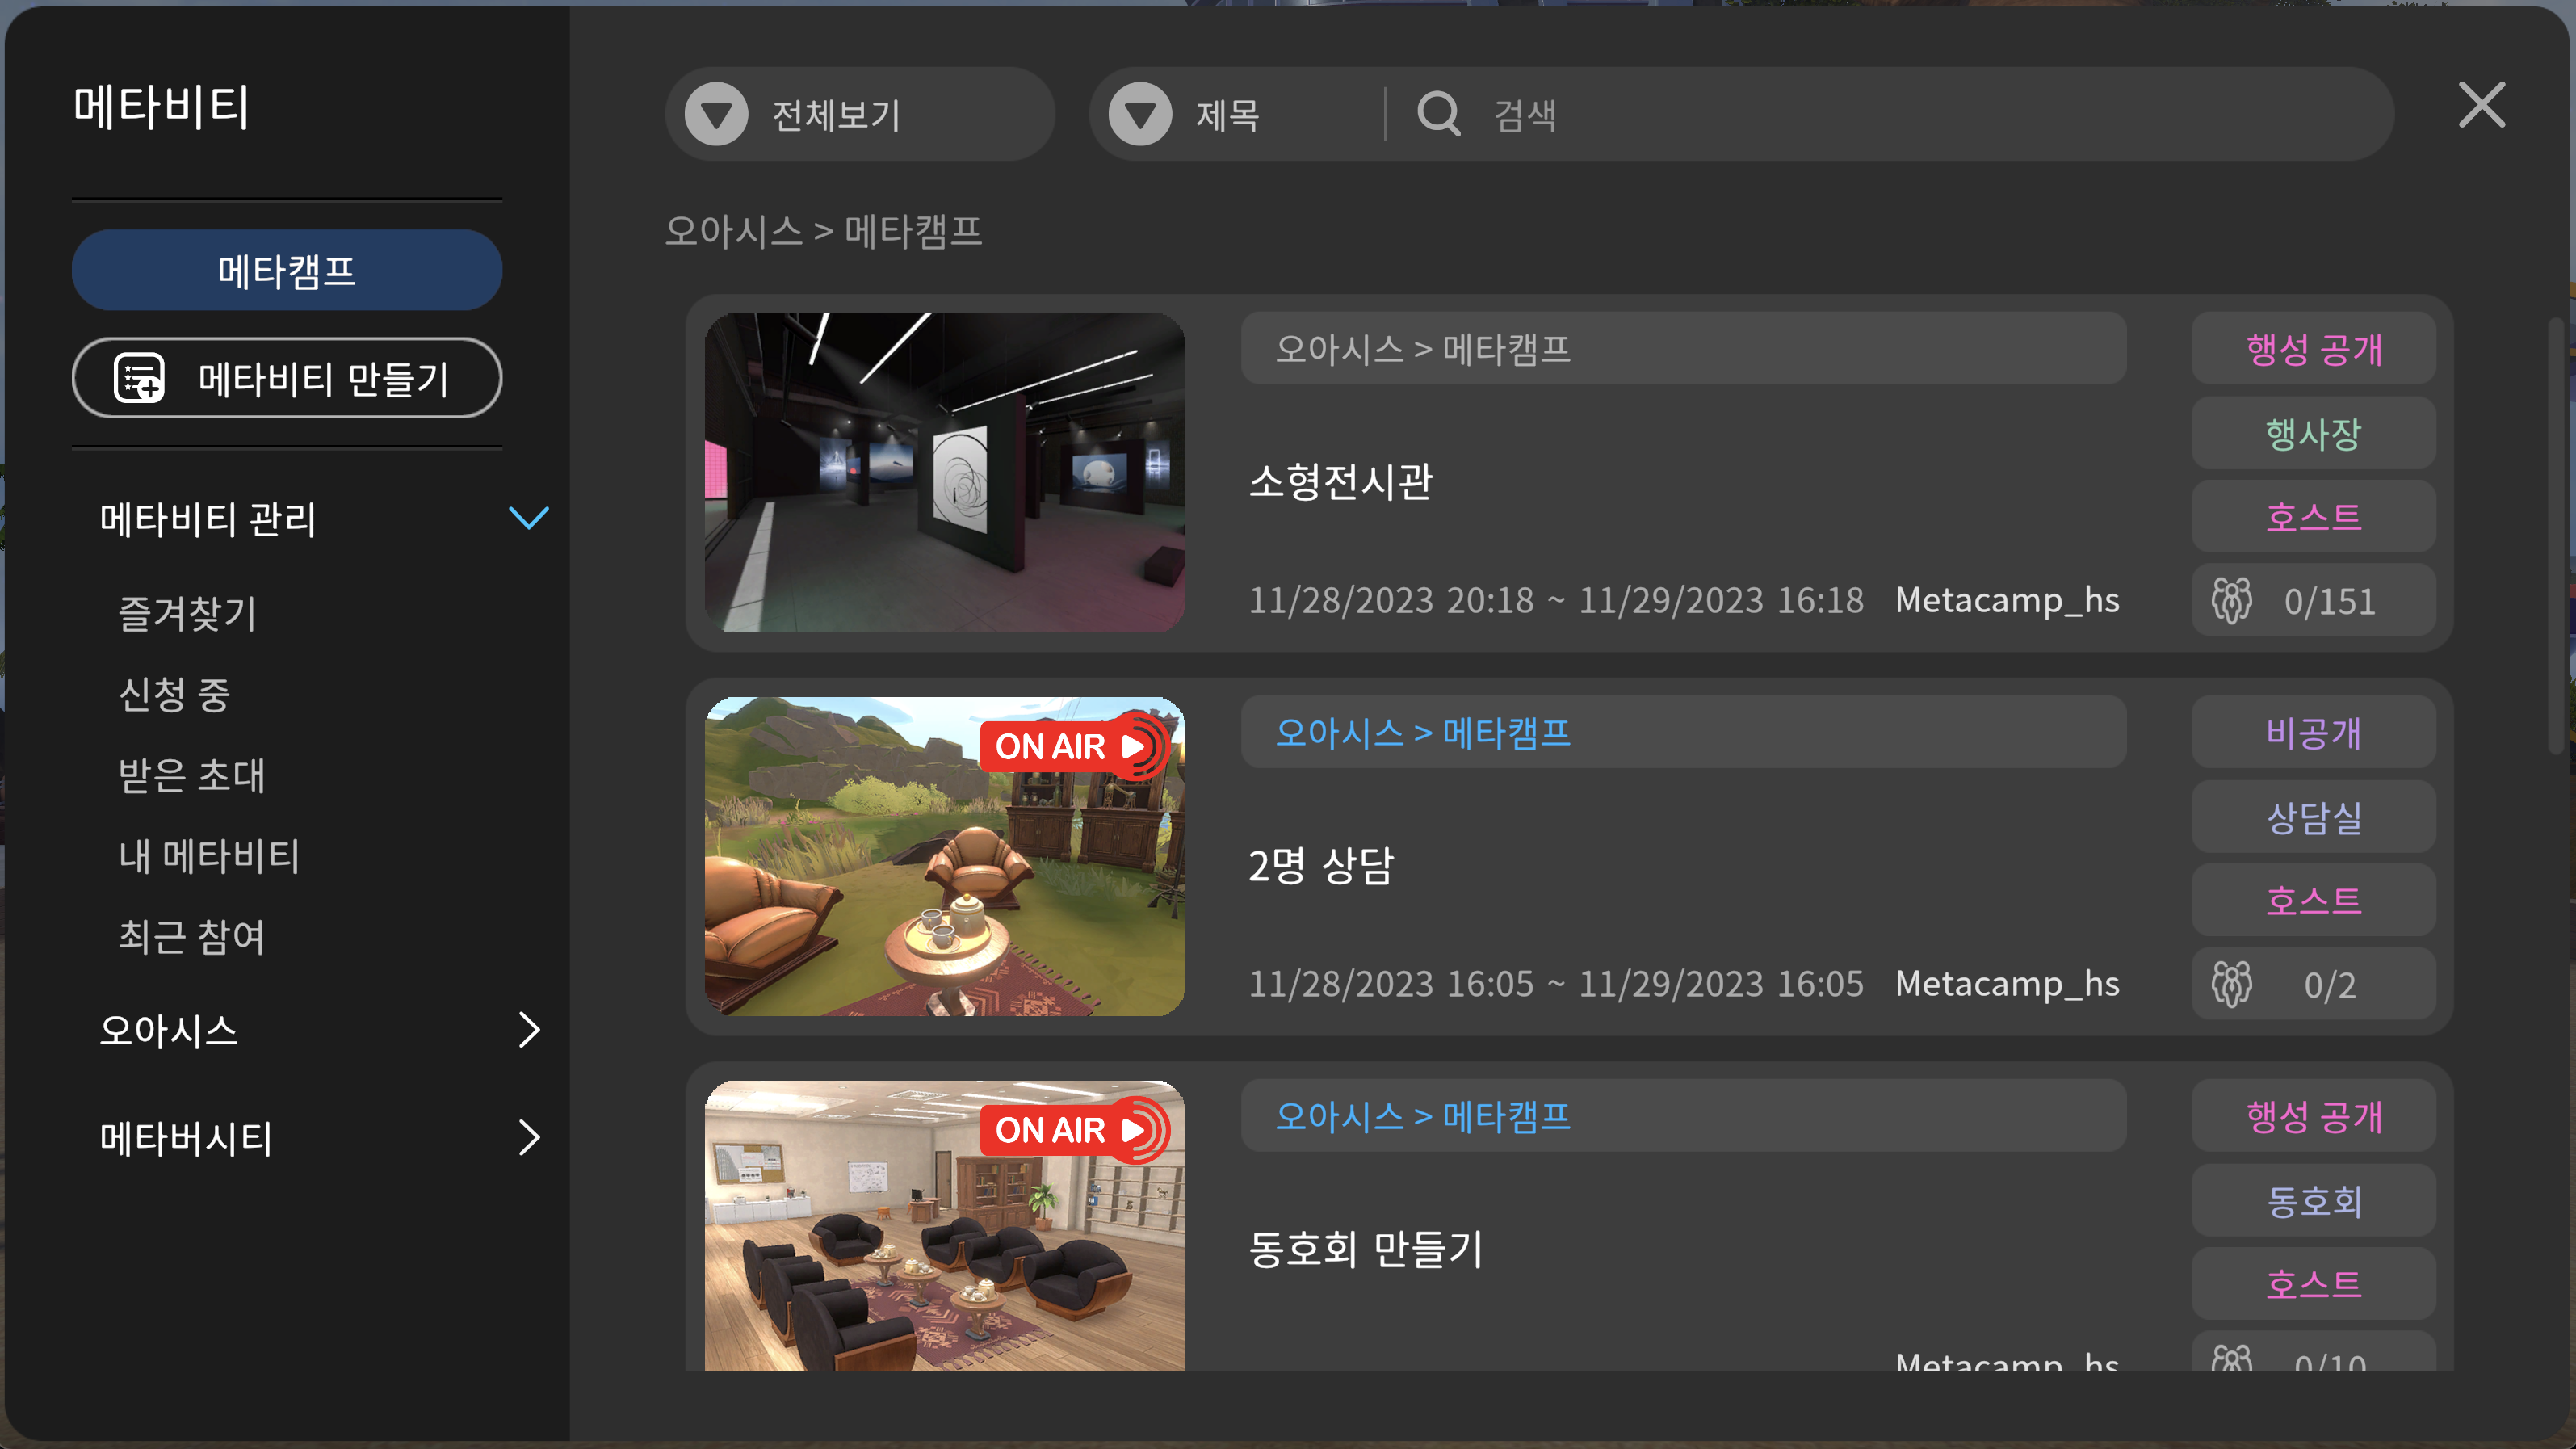 메타비티
메타캠프
메타비티 만들기
메타비티 관리
즐겨찾기
신청 중
받은 초대
내 메타비티
최근 참여
오아시스
메타버시티
전체보기
제목
검색
오아시스 > 메타캠프
오아시스 > 메타캠프
소형전시관
11/28/2023 20:18 ~ 11/29/2023 16:18 Metacamp_hs
행성 공개
행사장
호스트
0/151
ON AIR
오아시스 > 메타캠프
2명 상담
11/28/2023 16:05 ~ 11/29/2023 16:05 Metacamp_hs
비공개
상담실
호스트
0/2
ON AIR
오아시스 > 메타캠프
동호회 만들기
Metacamp_hs
행성 공개
동호회
호스트
0/10